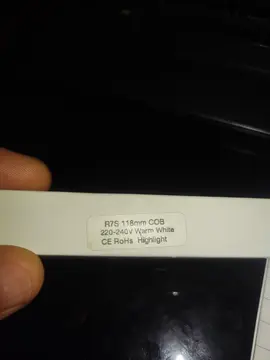 R7S 118mm COB
220-240V Warm White
CE RoHs Highlight